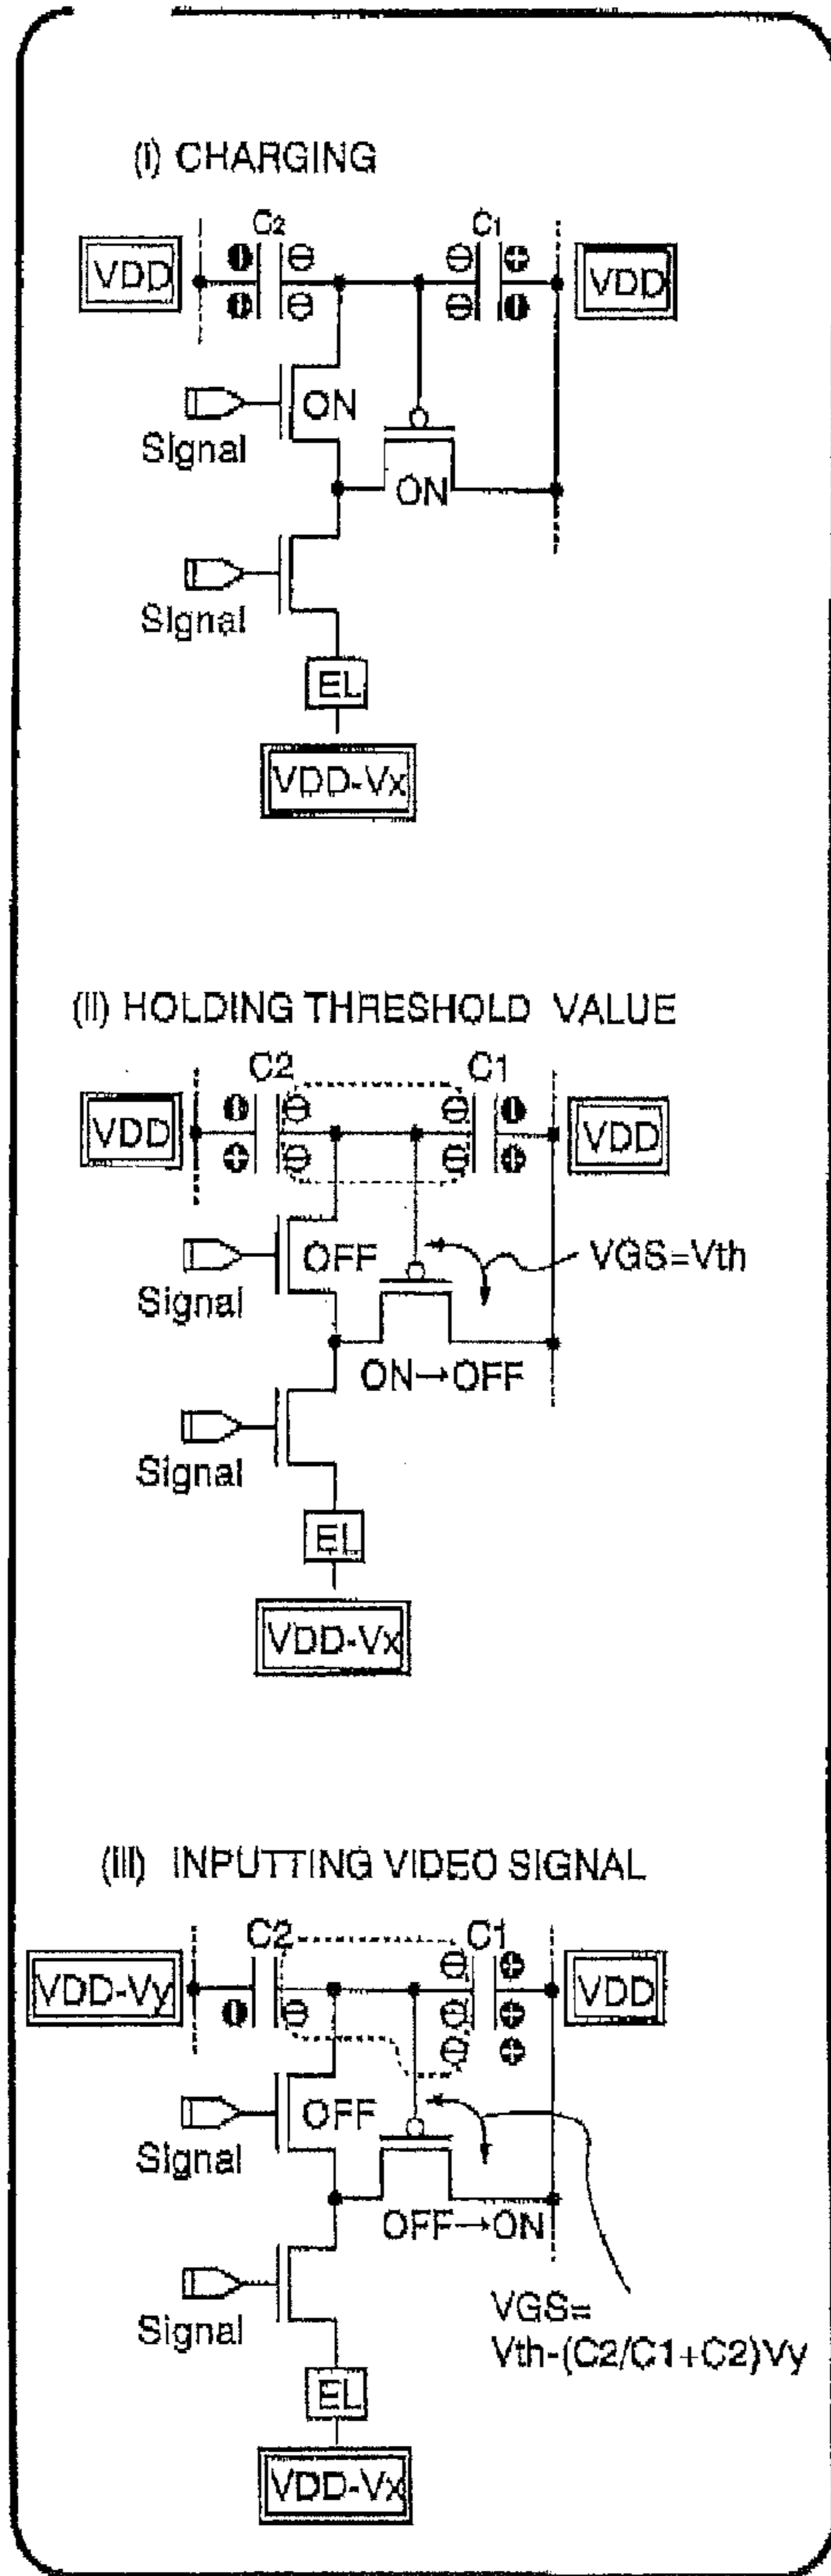 (i) CHARGING
C2 C1
VDD VDD
ON
Signal
ON
Signal
EL
VDD-Vx
(ii) HOLDING THRESHOLD VALUE
C2 C1
VDD VDD
OFF VGS=Vth
Signal
ON→OFF
Signal
EL
VDD-Vx
(iii) INPUTTING VIDEO SIGNAL
C2 C1
VDD-Vy VDD
OFF
Signal
OFF→ON
Signal
VGS=
Vth-(C2/C1+C2)Vy
EL
VDD-Vx